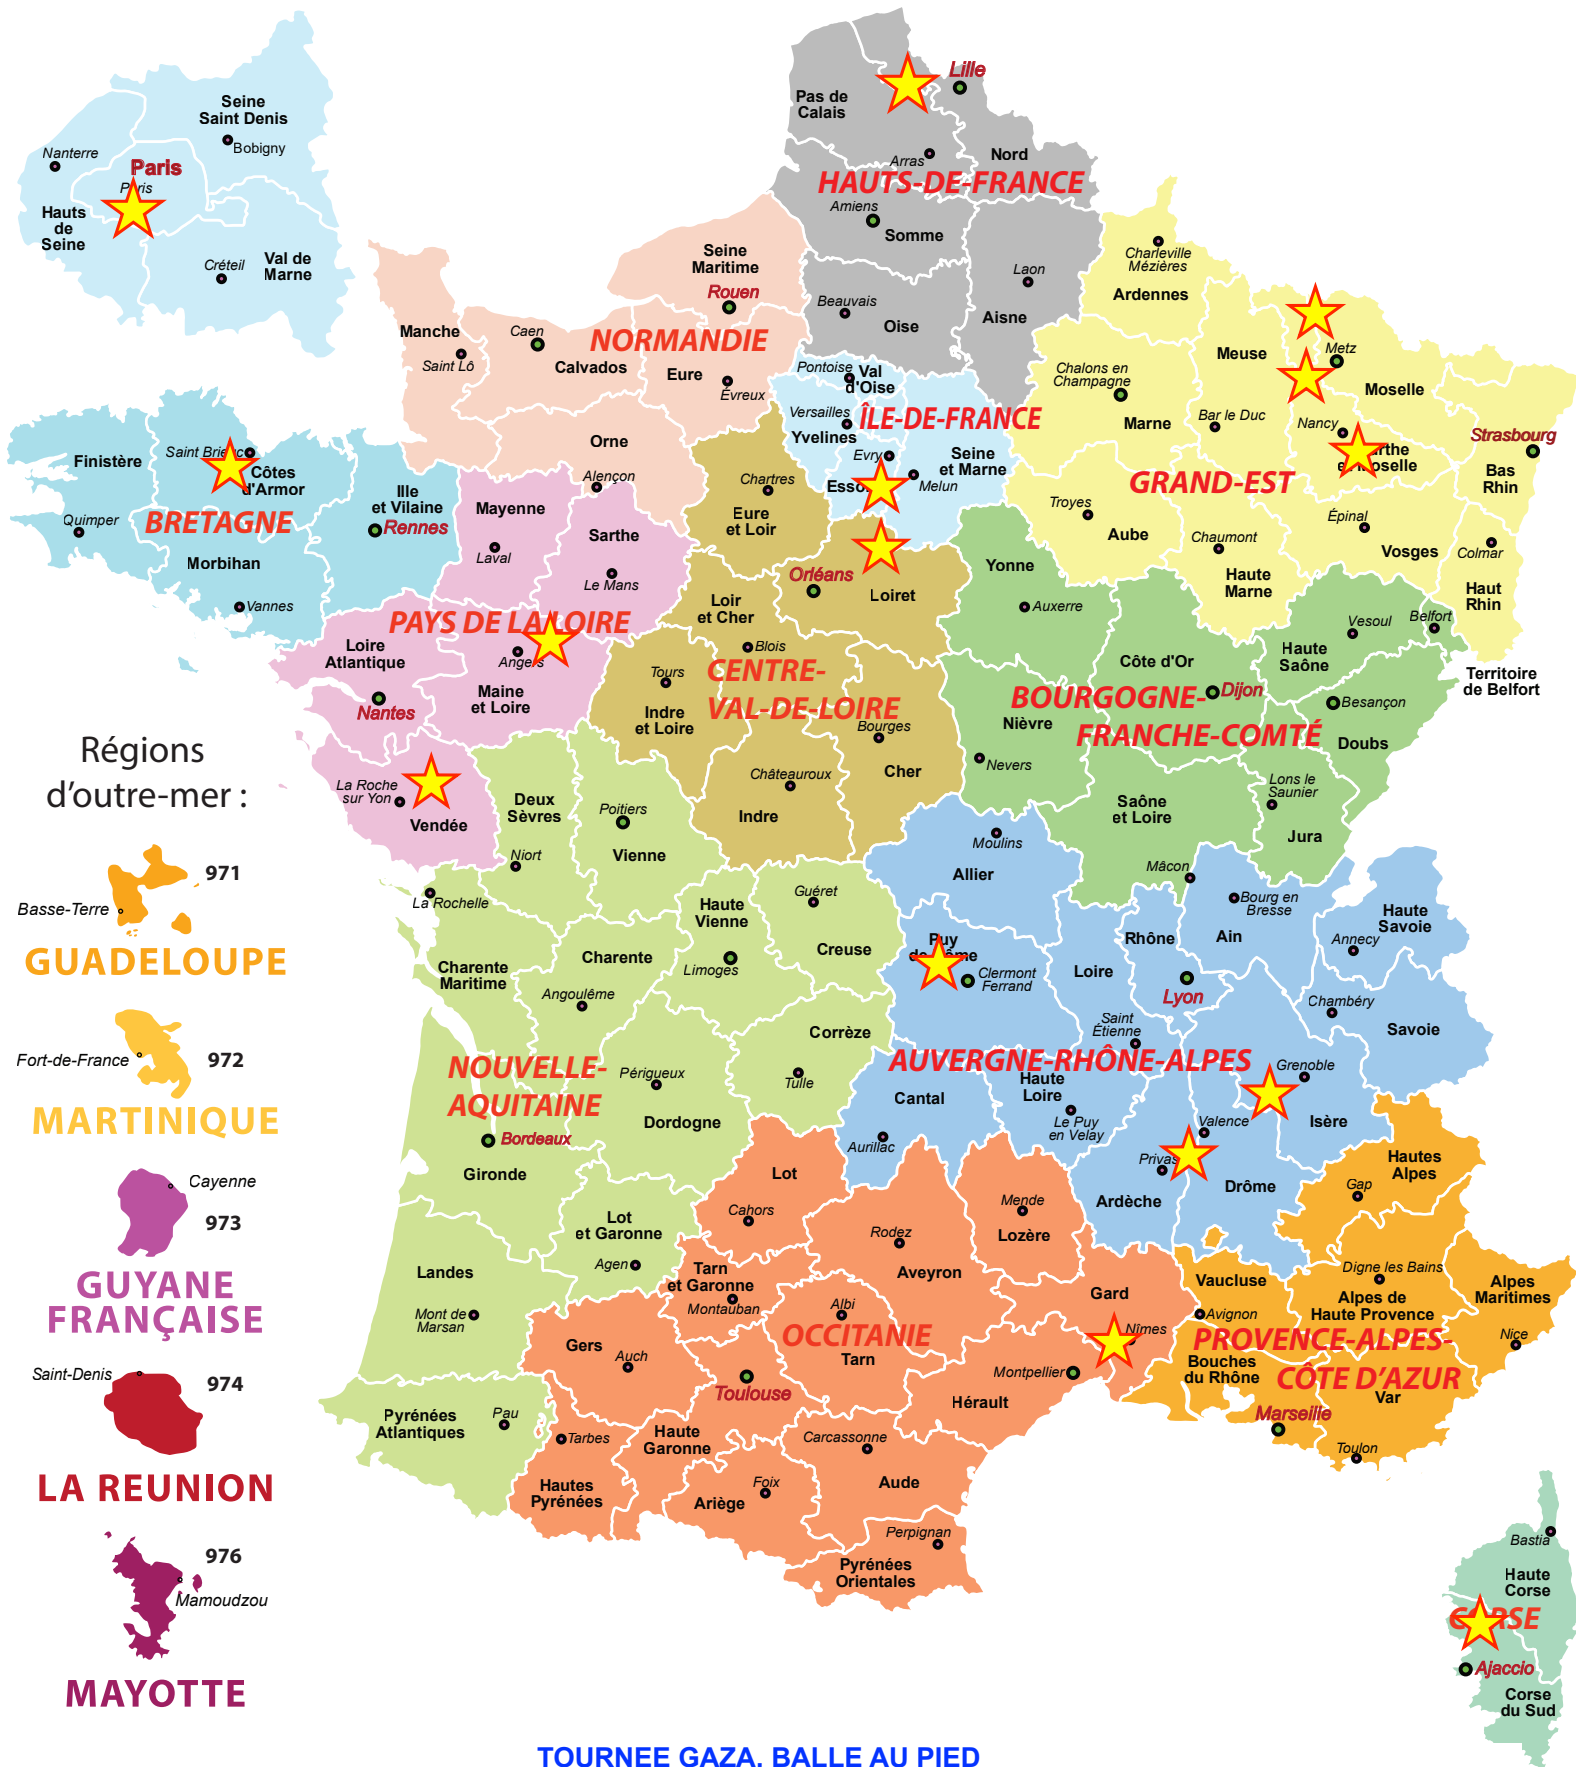 Seine
Saint Denis
Bobigny
Nanterre
Paris
Paris
Hauts
de
Seine
Créteil
Val de
Marne
Lille
Pas de
Calais
Arras
Nord
HAUTS-DE-FRANCE
Amiens
Somme
Laon
Beauvais
Oise
Aisne
Seine
Maritime
Rouen
NORMANDIE
Manche
Saint Lô
Caen
Calvados
Eure
Évreux
Orne
Alençon
Charleville
Mézières
Ardennes
Meuse
Metz
Moselle
Chalons en
Champagne
Marne
Bar le Duc
Nancy
Strasbourg
Bas
Rhin
GRAND-EST
Troyes
Aube
Chaumont
Haute
Marne
Épinal
Vosges
Colmar
Haut
Rhin
Pontoise
Val
d'Oise
Versailles
ÎLE-DE-FRANCE
Yvelines
Evry
Seine
et Marne
Melun
Finistère
Saint Brieuc
Côtes
d'Armor
Ille
et Vilaine
Rennes
BRETAGNE
Quimper
Morbihan
Vannes
Mayenne
Laval
Sarthe
Le Mans
PAYS DE LA LOIRE
Loire
Atlantique
Nantes
Angers
Maine
et Loire
La Roche
sur Yon
Vendée
Chartres
Eure
et Loir
Orléans
Loiret
Loir
et Cher
Blois
Tours
Indre
et Loire
CENTRE-
VAL-DE-LOIRE
Bourges
Cher
Châteauroux
Indre
Yonne
Auxerre
Côte d'Or
Dijon
Vesoul
Haute
Saône
Belfort
Territoire
de Belfort
BOURGOGNE-
FRANCHE-COMTÉ
Besançon
Doubs
Nièvre
Nevers
Saône
et Loire
Lons le
Saunier
Jura
Mâcon
Deux
Sèvres
Niort
Poitiers
Vienne
La Rochelle
Charente
Maritime
Charente
Angoulême
Haute
Vienne
Limoges
Guéret
Creuse
Corrèze
Tulle
Périgueux
Dordogne
NOUVELLE-
AQUITAINE
Bordeaux
Gironde
Lot
et Garonne
Agen
Landes
Mont de
Marsan
Pyrénées
Atlantiques
Pau
Moulins
Allier
Puy
Clermont
Ferrand
Loire
Rhône
Lyon
Bourg en
Bresse
Ain
Haute
Savoie
Annecy
Chambéry
Savoie
Saint
Étienne
AUVERGNE-RHÔNE-ALPES
Grenoble
Isère
Cantal
Aurillac
Haute
Loire
Le Puy
en Velay
Valence
Privas
Ardèche
Drôme
Lot
Cahors
Mende
Lozère
Rodez
Aveyron
Tarn
et Garonne
Montauban
Albi
Tarn
OCCITANIE
Gers
Auch
Toulouse
Haute
Garonne
Gard
Nîmes
Montpellier
Hérault
Tarbes
Hautes
Pyrénées
Foix
Ariège
Carcassonne
Aude
Perpignan
Pyrénées
Orientales
Hautes
Alpes
Gap
Vaucluse
Avignon
Digne les Bains
Alpes de
Haute Provence
Alpes
Maritimes
Nice
PROVENCE-ALPES-
CÔTE D'AZUR
Bouches
du Rhône
Marseille
Var
Toulon
Bastia
Haute
Corse
CORSE
Ajaccio
Corse
du Sud
Régions
d'outre-mer :
971
Basse-Terre
GUADELOUPE
Fort-de-France
972
MARTINIQUE
Cayenne
973
GUYANE
FRANÇAISE
Saint-Denis
974
LA REUNION
976
Mamoudzou
MAYOTTE
TOURNEE GAZA. BALLE AU PIED